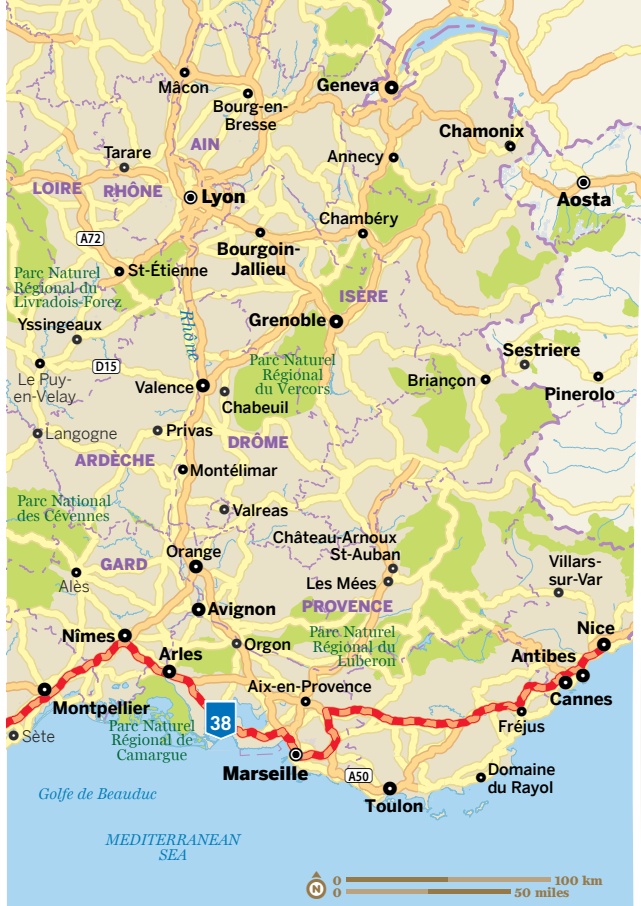 Geneva
Mâcon
Bourg-en-
Bresse
Chamonix
AIN
Annecy
Tarare
LOIRE
RHÔNE
Lyon
Aosta
Chambéry
A72
Bourgoin-
Jallieu
Parc Naturel
Régional du
Livradois-Forez
St-Étienne
ISÈRE
Grenoble
Yssingeaux
Rhône
Sestriere
D15
Parc Naturel
Régional
du Vercors
Le Puy-
en-Velay
Valence
Briançon
Pinerolo
Chabeuil
Langogne
Privas
DRÔME
ARDÈCHE
Montélimar
Parc National
des Cévennes
Valreas
Château-Arnoux
St-Auban
Orange
GARD
Les Mées
Villars-
sur-Var
Alès
Avignon
PROVENCE
Nîmes
Nice
Parc Naturel
Régional du
Luberon
Orgon
Arles
Antibes
Aix-en-Provence
Cannes
Montpellier
38
Parc Naturel
Régional de
Camargue
Fréjus
Sète
Marseille
A50
Domaine
du Rayol
Golfe de Beauduc
Toulon
MEDITERRANEAN
SEA
N
0 100 km
0 50 miles